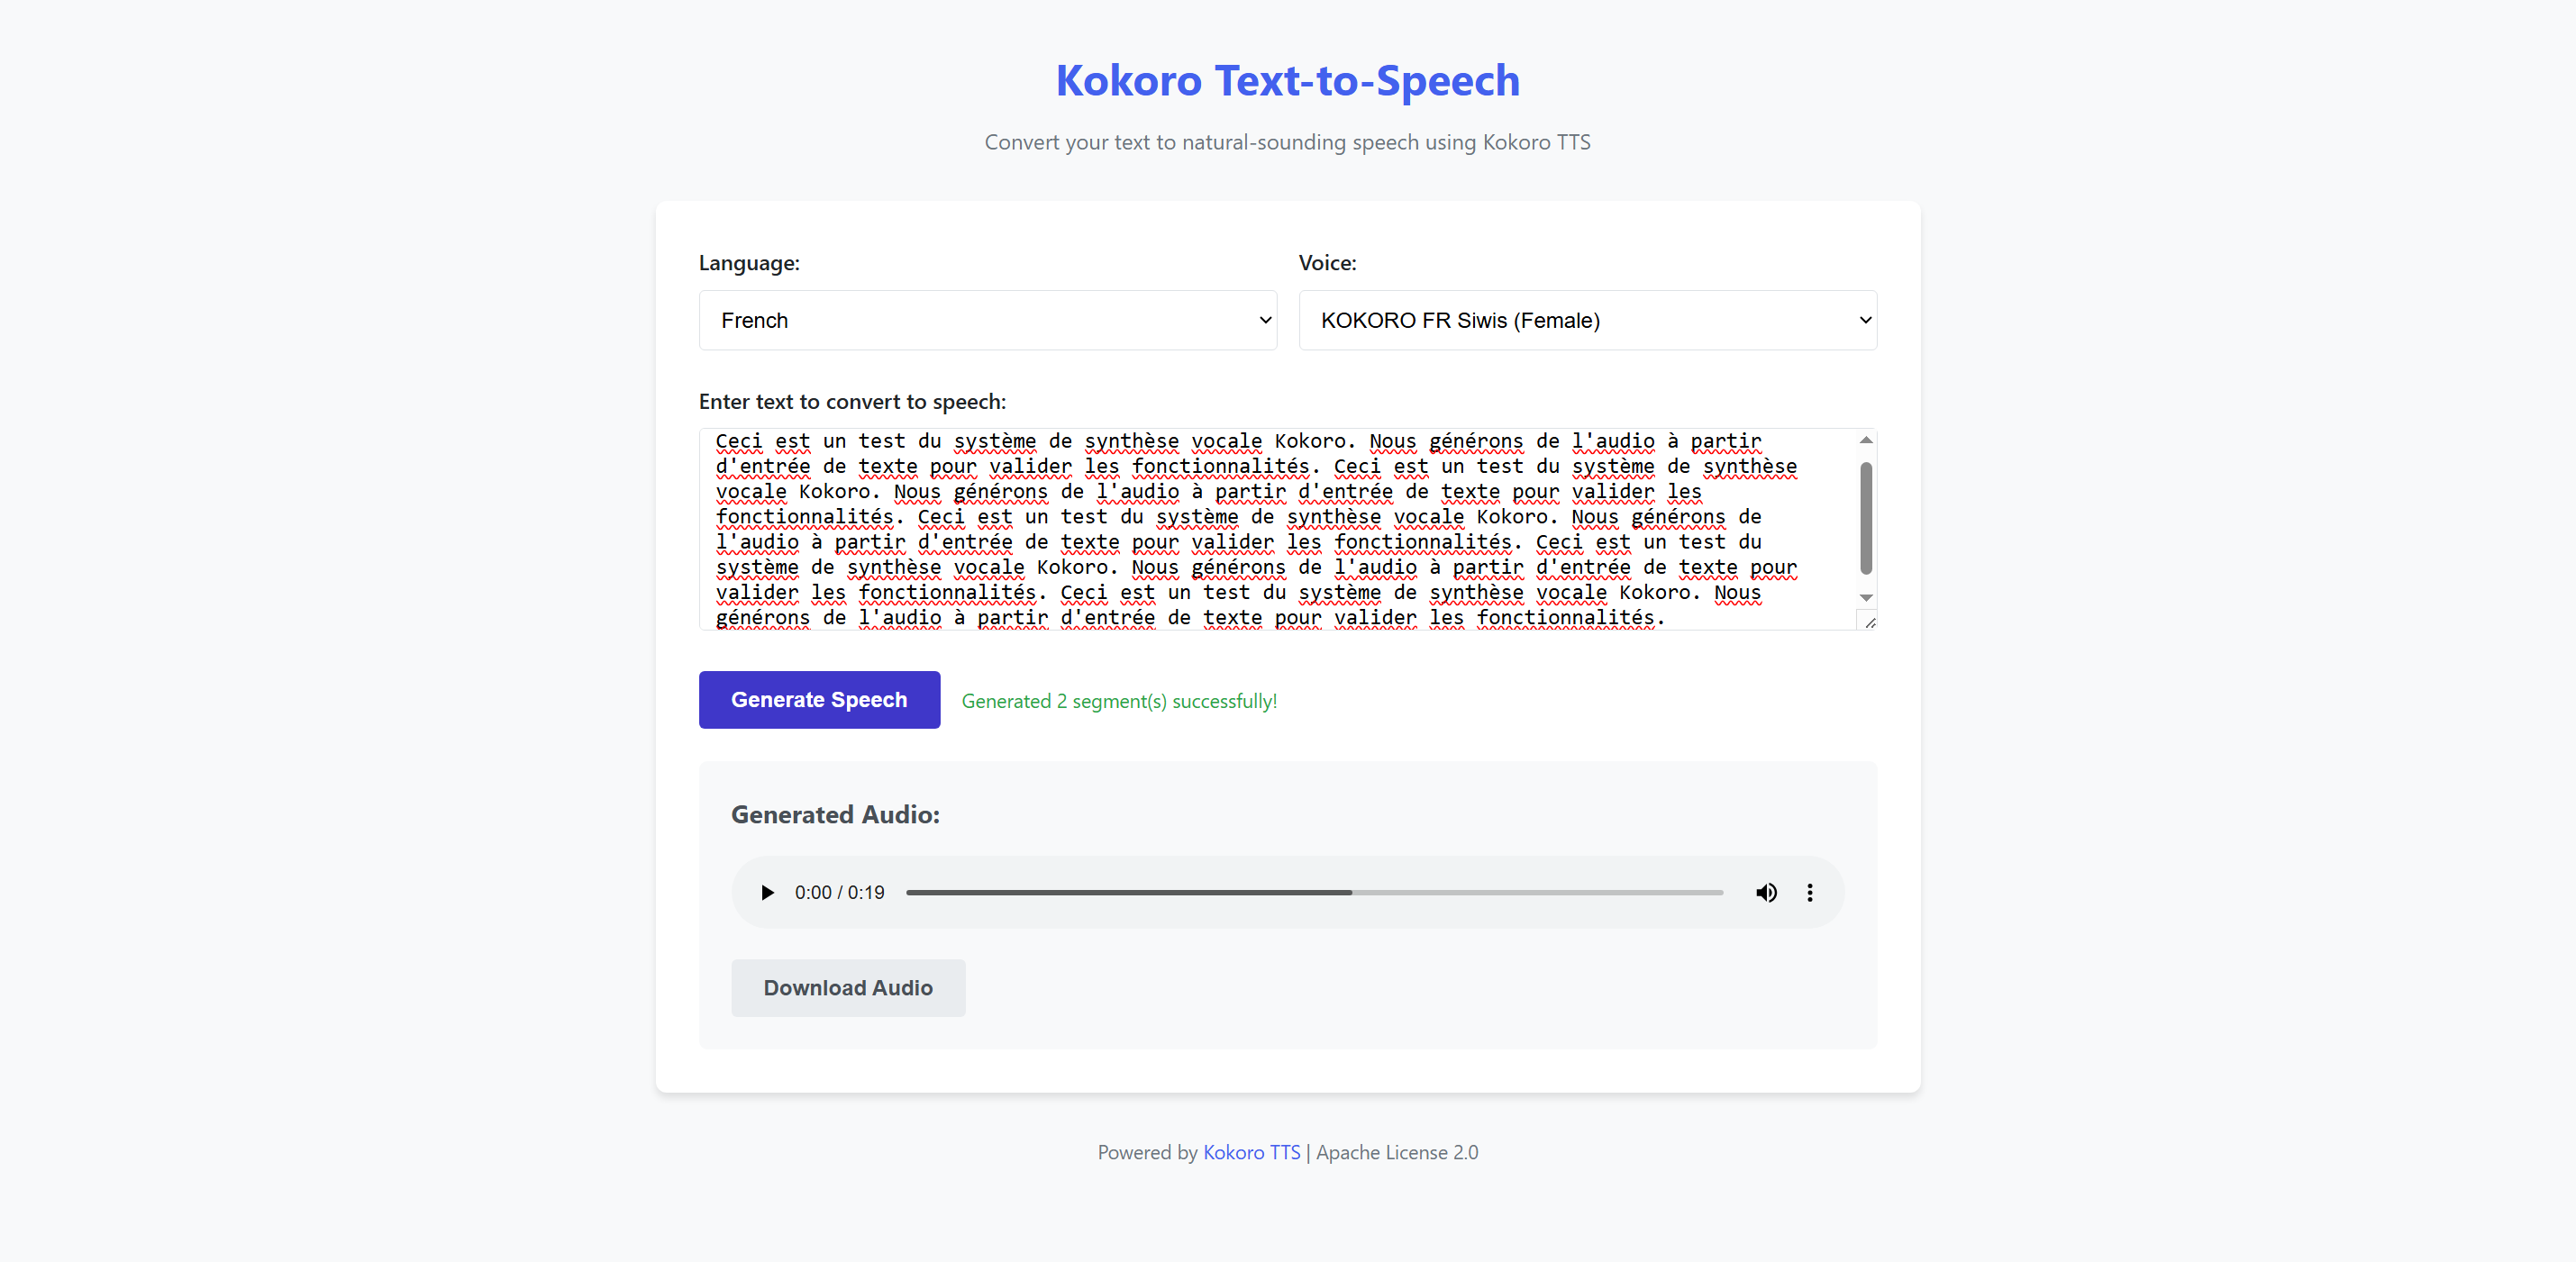 Kokoro Text-to-Speech
Convert your text to natural-sounding speech using Kokoro TTS
Language:
Voice:
French
KOKORO FR Siwis (Female)
Enter text to convert to speech:
Ceci est un test du système de synthèse vocale Kokoro. Nous générons de l'audio à partir
d'entrée de texte pour valider les fonctionnalités. Ceci est un test du système de synthèse
vocale Kokoro. Nous générons de l'audio à partir d'entrée de texte pour valider les
fonctionnalités. Ceci est un test du système de synthèse vocale Kokoro. Nous générons de
l'audio à partir d'entrée de texte pour valider les fonctionnalités. Ceci est un test du
système de synthèse vocale Kokoro. Nous générons de l'audio à partir d'entrée de texte pour
valider les fonctionnalités. Ceci est un test du système de synthèse vocale Kokoro. Nous
générons de l'audio à partir d'entrée de texte pour valider les fonctionnalités.
Generate Speech
Generated 2 segment(s) successfully!
Generated Audio:
0:00 / 0:19
Download Audio
Powered by Kokoro TTS | Apache License 2.0